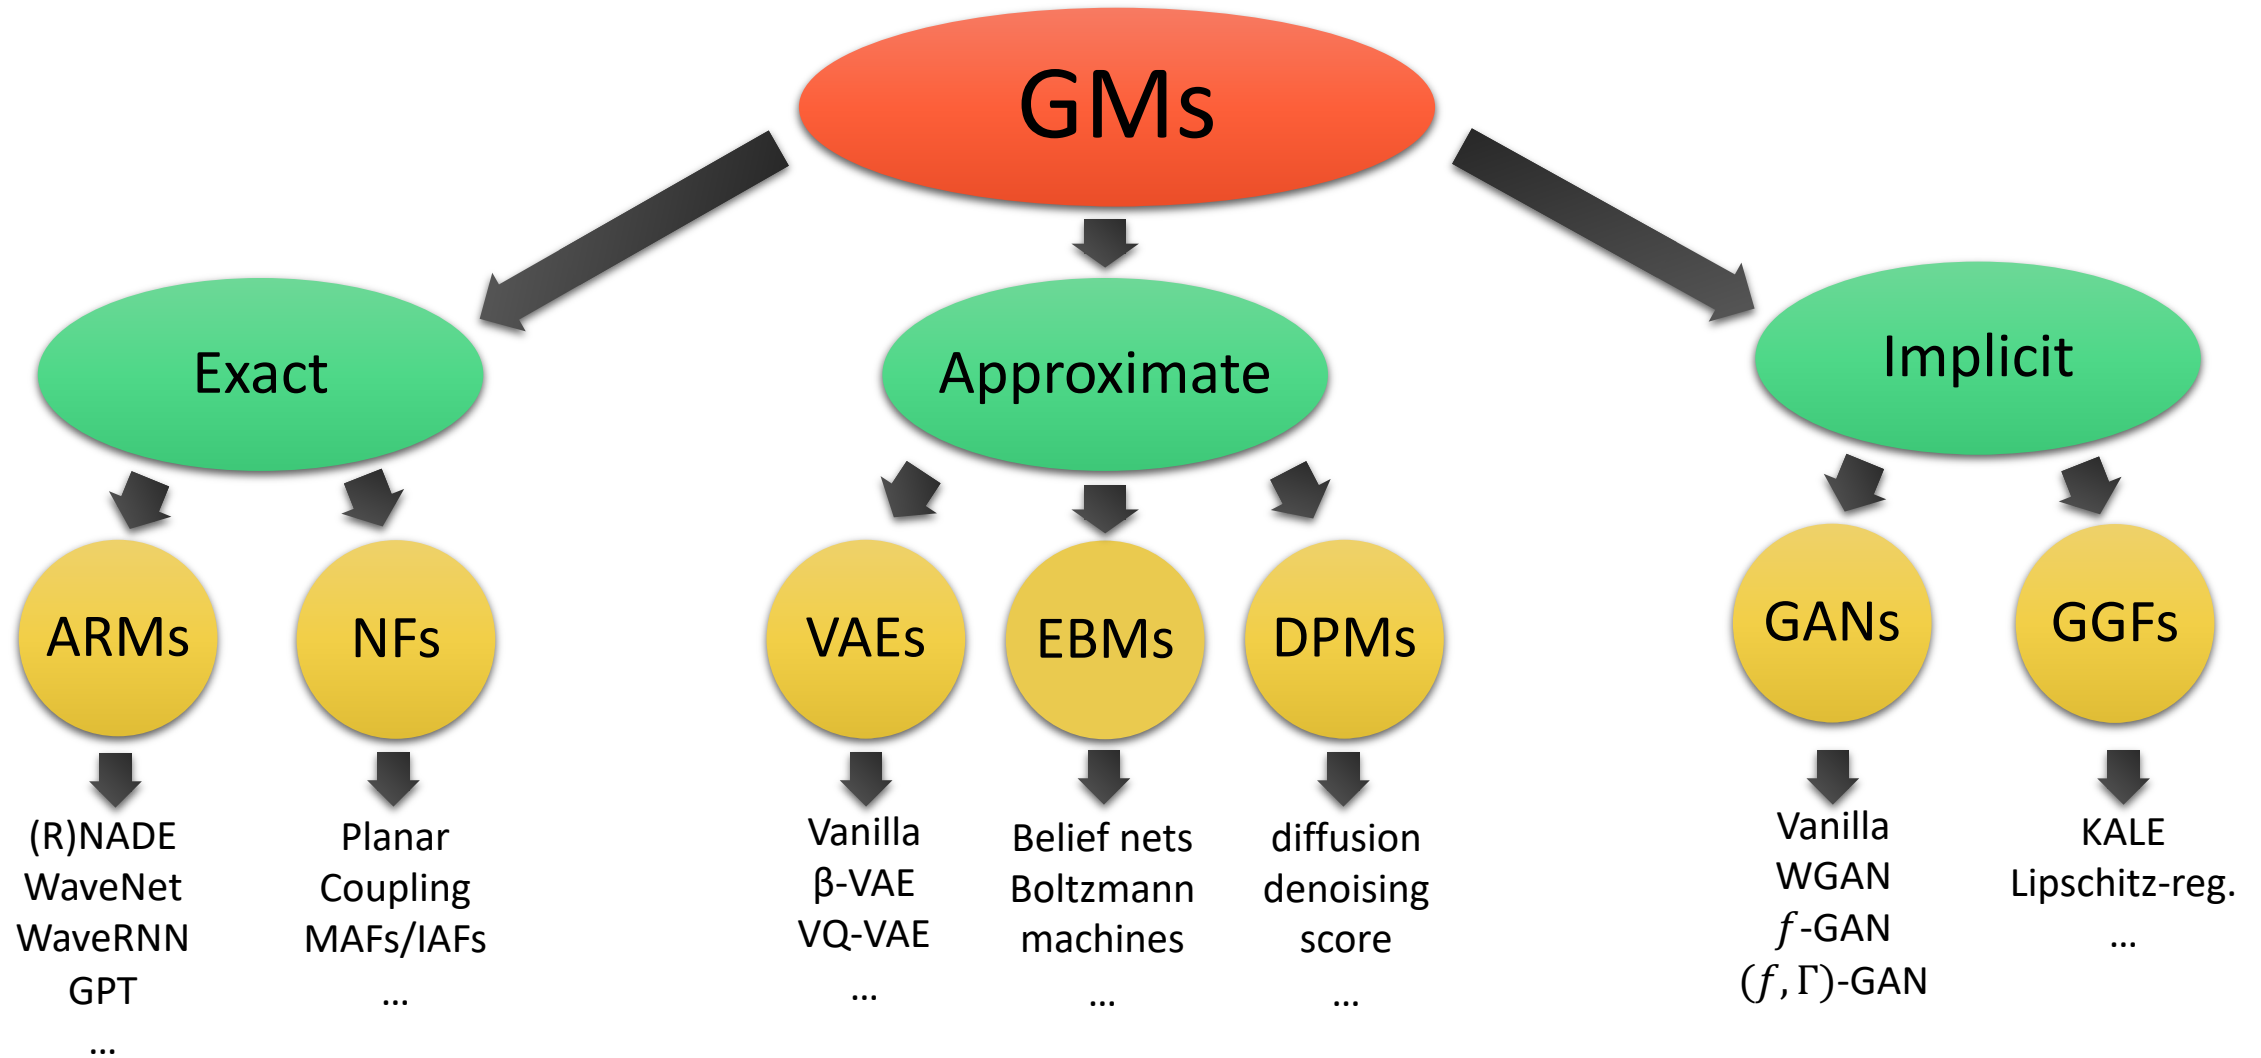 GMs
Exact
Approximate
Implicit
ARMs
NFs
VAEs
EBMs
DPMs
GANs
GGFs
(R)NADE
WaveNet
WaveRNN
GPT
...
Planar
Coupling
MAFs/IAFs
...
Vanilla
β-VAE
VQ-VAE
...
Belief nets
Boltzmann
machines
...
diffusion
denoising
score
...
Vanilla
WGAN
f-GAN
(f, Γ)-GAN
KALE
Lipschitz-reg.
...